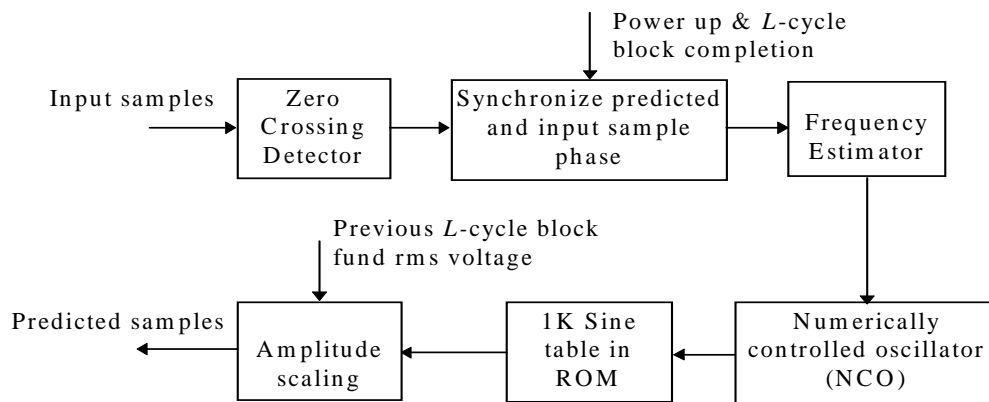 Power up & L-cycle
block completion
Input samples
Zero
Crossing
Detector
Synchronize predicted
and input sample
phase
Frequency
Estimator
Previous L-cycle block
fund rms voltage
Predicted samples
Amplitude
scaling
1K Sine
table in
ROM
Numerically
controlled oscillator
(NCO)